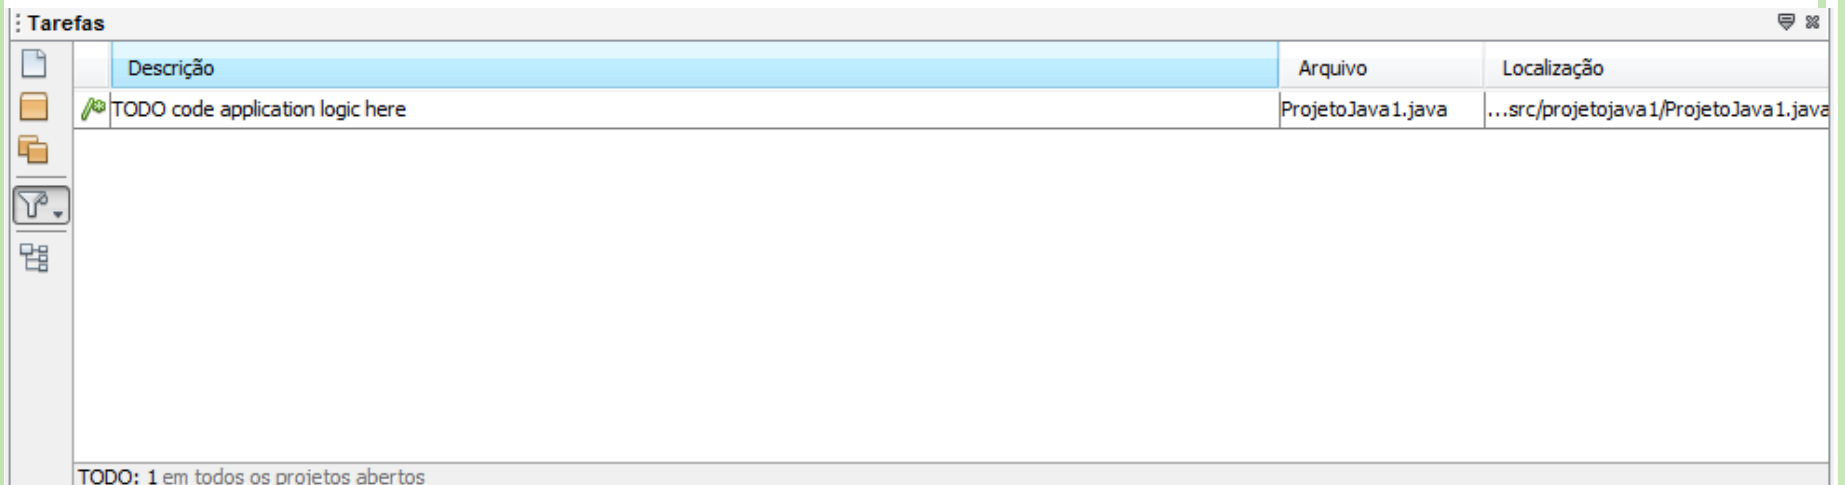 Tarefas
Descrição Arquivo Localização
TODO code application logic here ProjetoJava1.java ...src/projetojava1/ProjetoJava1.java
TODO: 1 em todos os projetos abertos